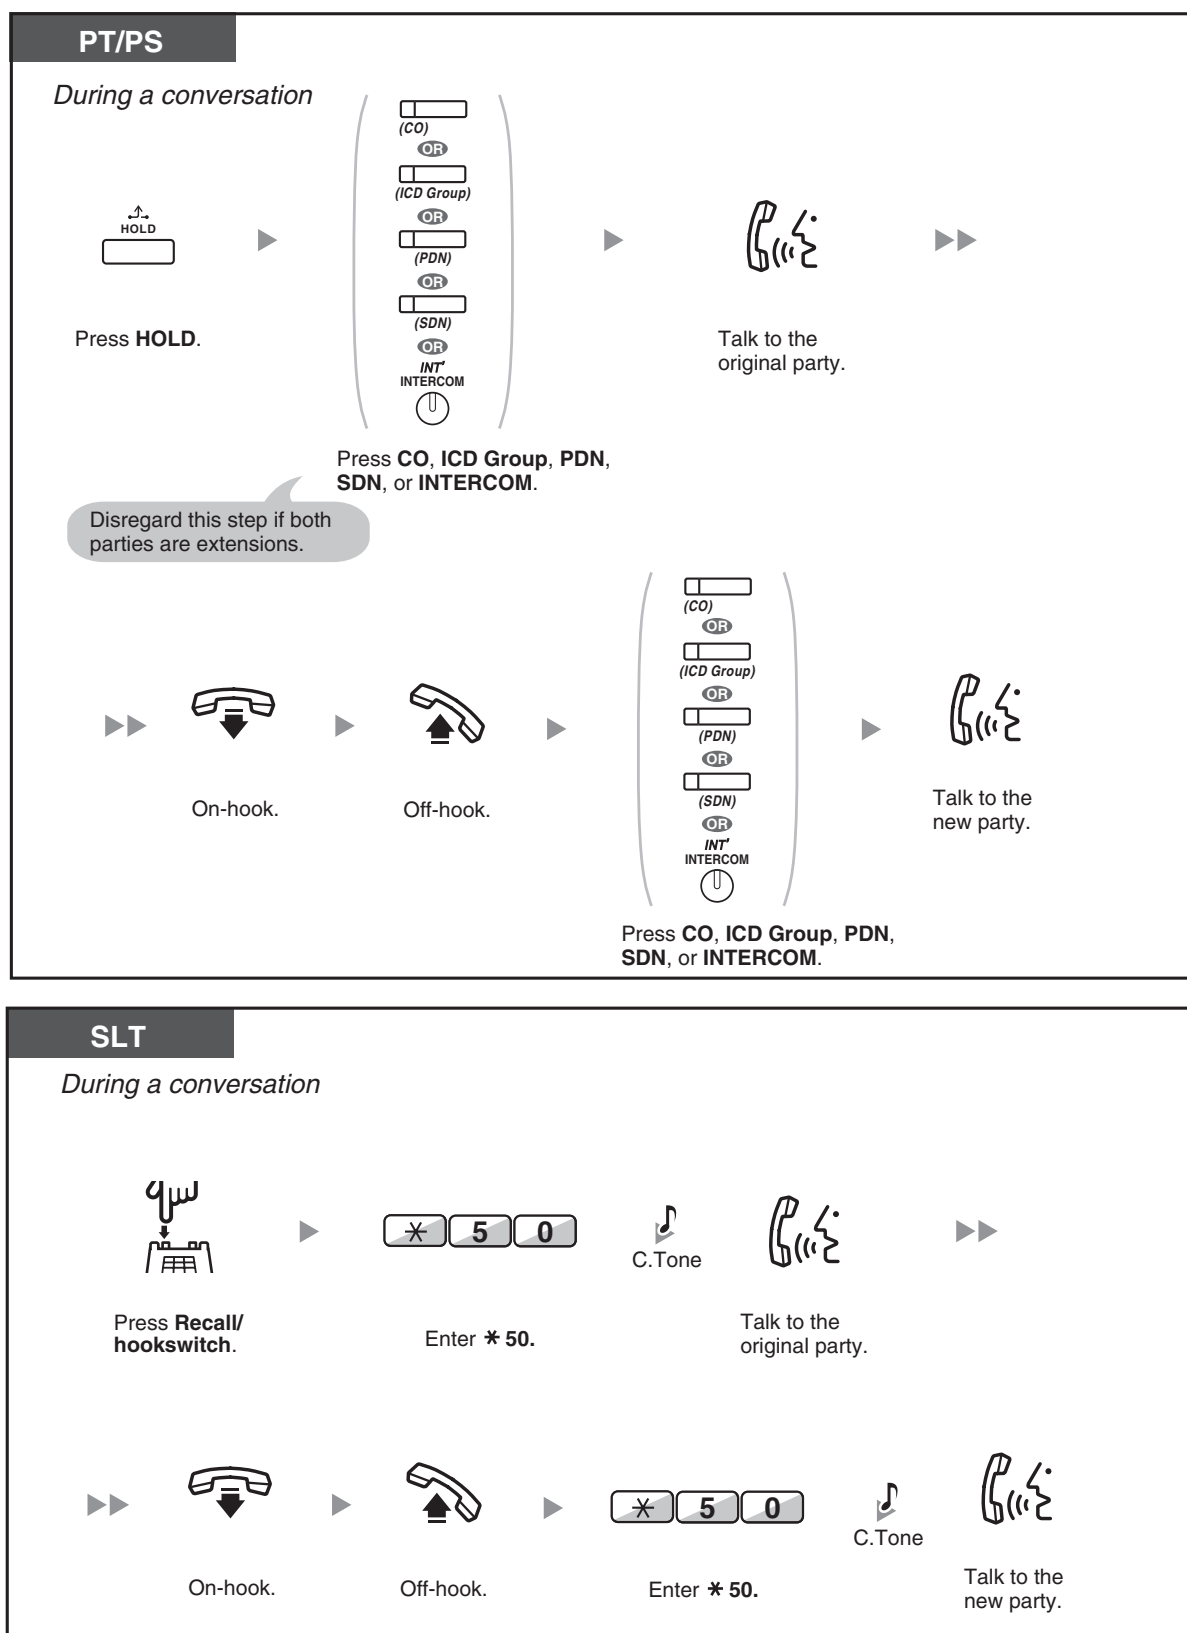 PT/PS
During a conversation
(CO)
OR
(ICD Group)
OR
(PDN)
OR
(SDN)
OR
INT'
INTERCOM
HOLD
Press HOLD.
Talk to the
original party.
Press CO, ICD Group, PDN,
SDN, or INTERCOM.
Disregard this step if both
parties are extensions.
On-hook.
Off-hook.
(CO)
OR
(ICD Group)
OR
(PDN)
OR
(SDN)
OR
INT'
INTERCOM
Press CO, ICD Group, PDN,
SDN, or INTERCOM.
Talk to the
new party.
SLT
During a conversation
Press Recall/
hookswitch.
* 5 0
Enter * 50.
C.Tone
Talk to the
original party.
On-hook.
Off-hook.
* 5 0
Enter * 50.
C.Tone
Talk to the
new party.